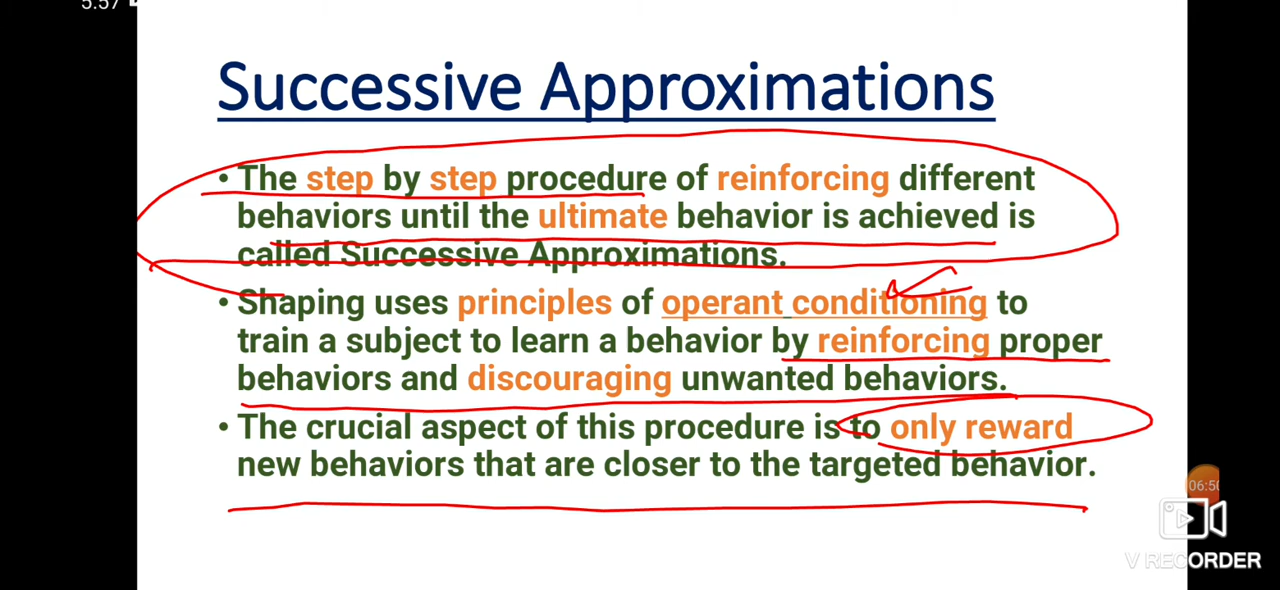 5:57
Successive Approximations
• The step by step procedure of reinforcing different
behaviors until the ultimate behavior is achieved is
called Successive Approximations.
• Shaping uses principles of operant conditioning to
train a subject to learn a behavior by reinforcing proper
behaviors and discouraging unwanted behaviors.
• The crucial aspect of this procedure is to only reward
new behaviors that are closer to the targeted behavior.
06:50
V RECORDER